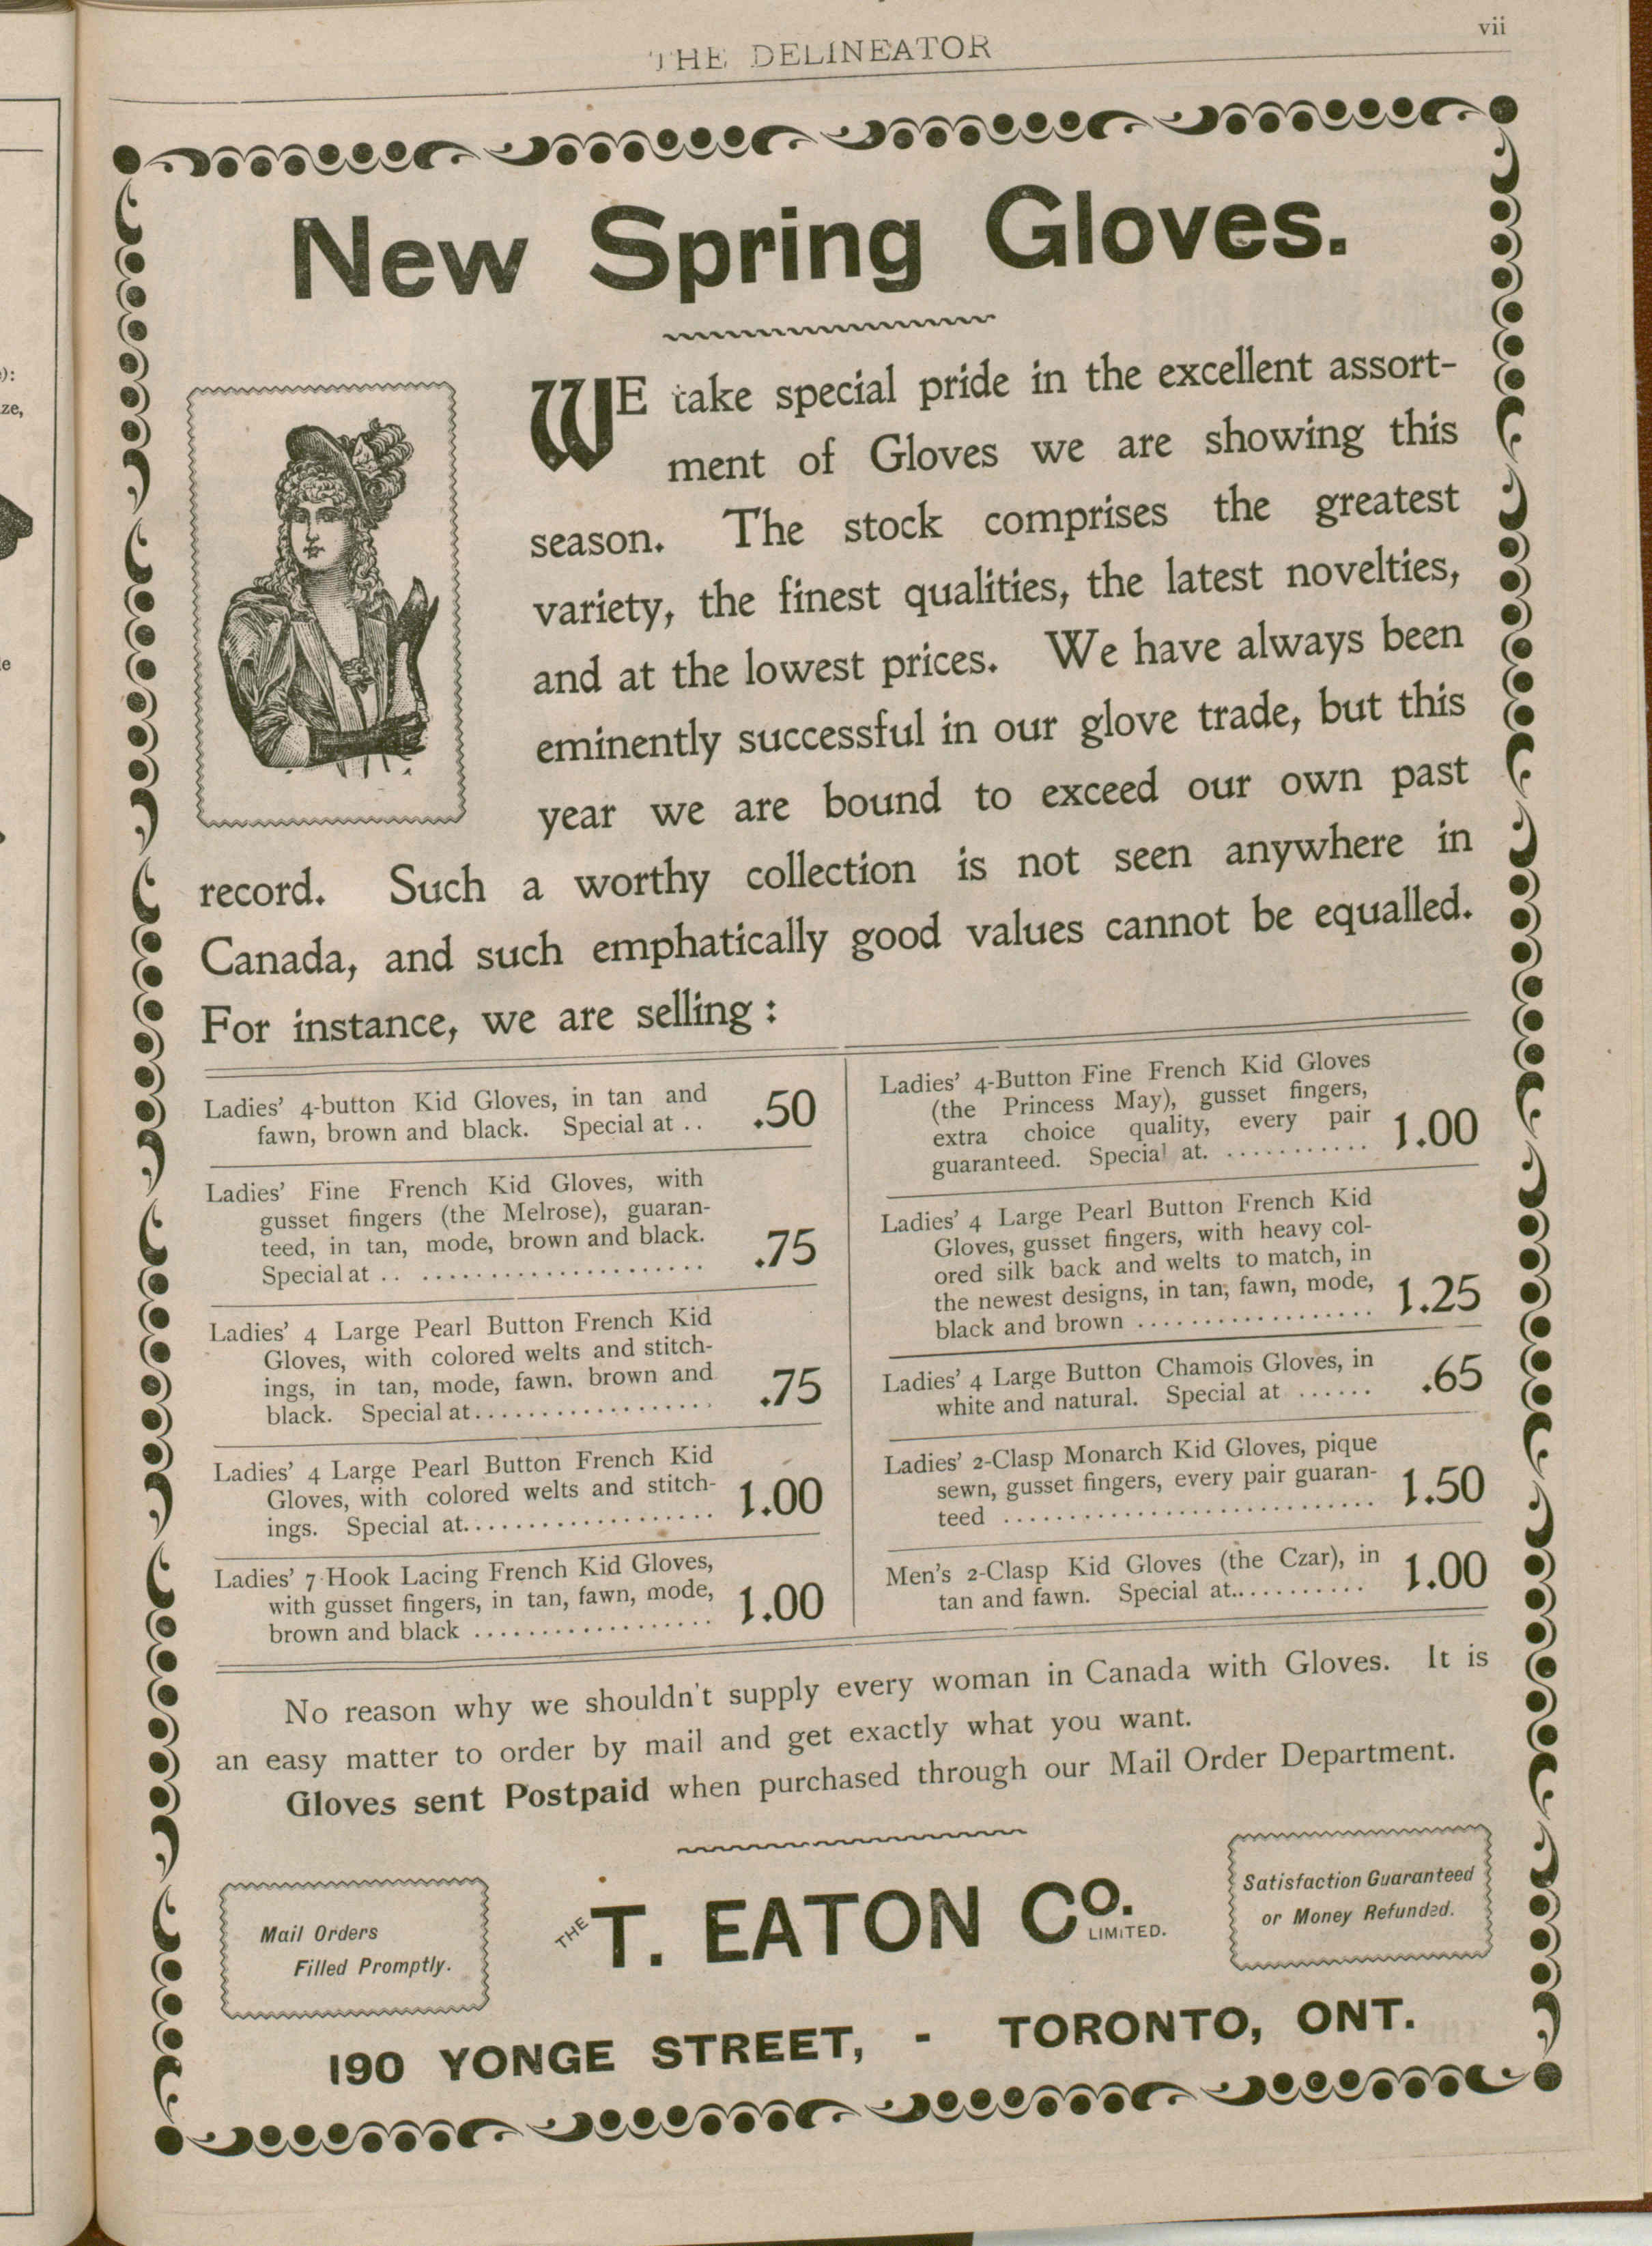 vii
THE DELINEATOR
New Spring Gloves.
WE take special pride in the excellent assort-
ment of Gloves we are showing this
season. The stock comprises the greatest
variety, the finest qualities, the latest novelties,
and at the lowest prices. We have always been
eminently successful in our glove trade, but this
year we are bound to exceed our own past
record. Such a worthy collection is not seen anywhere in
Canada, and such emphatically good values cannot be equalled.
For instance, we are selling :
Ladies' 4-button Kid Gloves, in tan and
fawn, brown and black. Special at .. .50
Ladies' Fine French Kid Gloves, with
gusset fingers (the Melrose), guaran-
teed, in tan, mode, brown and black.
Special at .. ...................... .75
Ladies' 4 Large Pearl Button French Kid
Gloves, with colored welts and stitch-
ings, in tan, mode, fawn. brown and
black. Special at.................. .75
Ladies' 4 Large Pearl Button French Kid
Gloves, with colored welts and stitch-
ings. Special at................... 1.00
Ladies' 7-Hook Lacing French Kid Gloves,
with gusset fingers, in tan, fawn, mode,
brown and black .................. 1.00
Ladies' 4-Button Fine French Kid Gloves
(the Princess May), gusset fingers,
extra choice quality, every pair
guaranteed. Special at. ........... 1.00
Ladies' 4 Large Pearl Button French Kid
Gloves, gusset fingers, with heavy col-
ored silk back and welts to match, in
the newest designs, in tan, fawn, mode,
black and brown .................. 1.25
Ladies' 4 Large Button Chamois Gloves, in
white and natural. Special at ...... .65
Ladies' 2-Clasp Monarch Kid Gloves, pique
sewn, gusset fingers, every pair guaran-
teed ............................ 1.50
Men's 2-Clasp Kid Gloves (the Czar), in
tan and fawn. Special at........... 1.00
No reason why we shouldn't supply every woman in Canada with Gloves. It is
an easy matter to order by mail and get exactly what you want.
Gloves sent Postpaid when purchased through our Mail Order Department.
Mail Orders
Filled Promptly.
THE T. EATON CO. LIMITED.
Satisfaction Guaranteed
or Money Refunded.
190 YONGE STREET, - TORONTO, ONT.